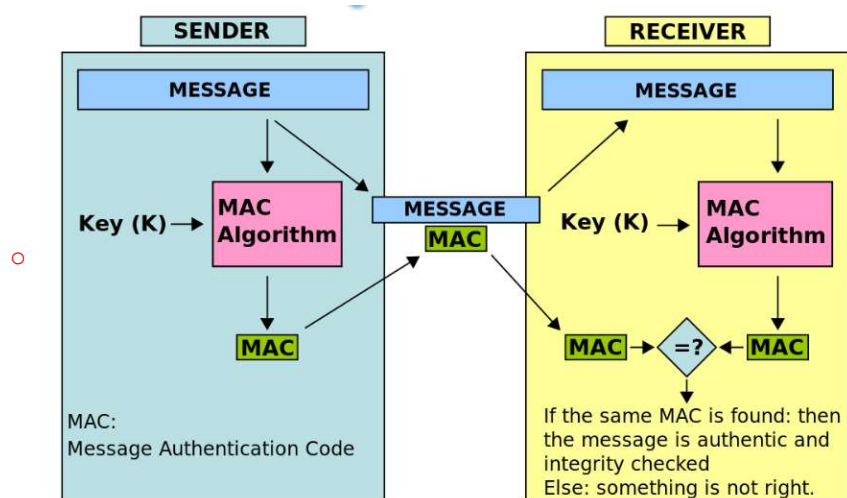 SENDER
MESSAGE
Key (K)
MAC
Algorithm
MAC
MAC:
Message Authentication Code
MESSAGE
MAC
RECEIVER
MESSAGE
Key (K)
MAC
Algorithm
MAC
=?
MAC
If the same MAC is found: then
the message is authentic and
integrity checked
Else: something is not right.